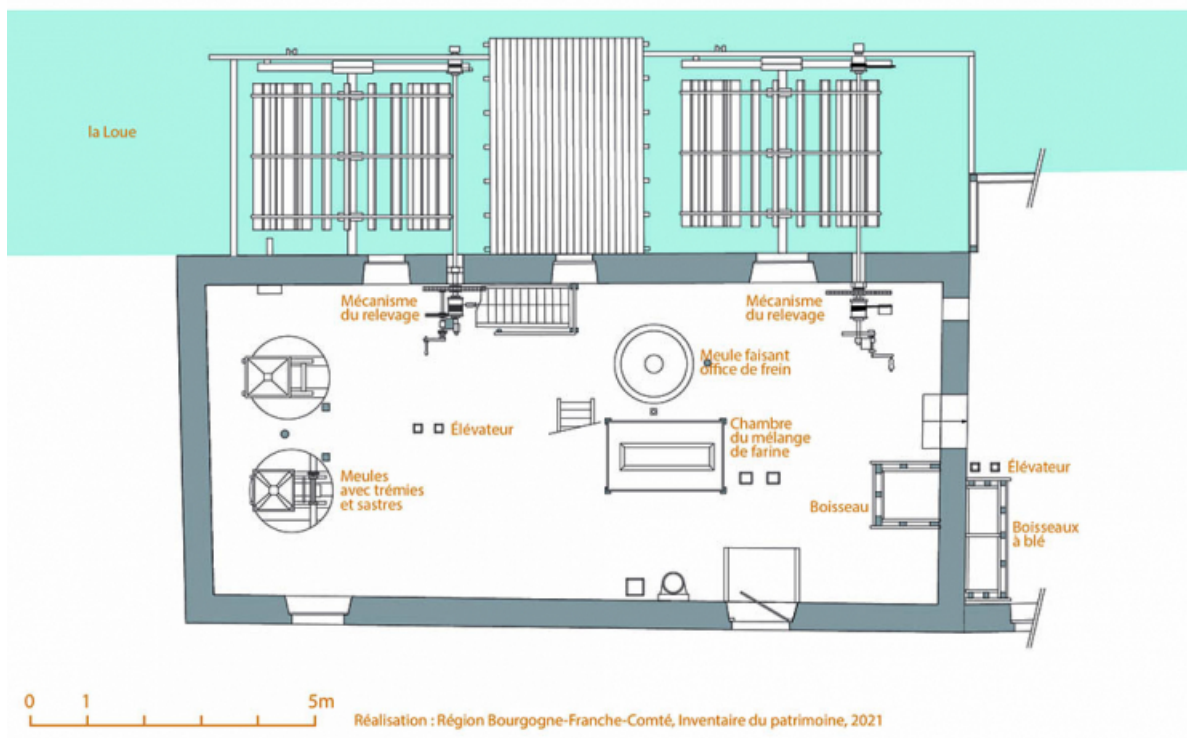 la Loue
Mécanisme
du relevage
Mécanisme
du relevage
Meule faisant
office de frein
Élévateur
Chambre
du mélange
de farine
Meules
avec trémies
et sastres
Élévateur
Boisseau
Boisseaux
à blé
0 1 5m
Réalisation : Région Bourgogne-Franche-Comté, Inventaire du patrimoine, 2021